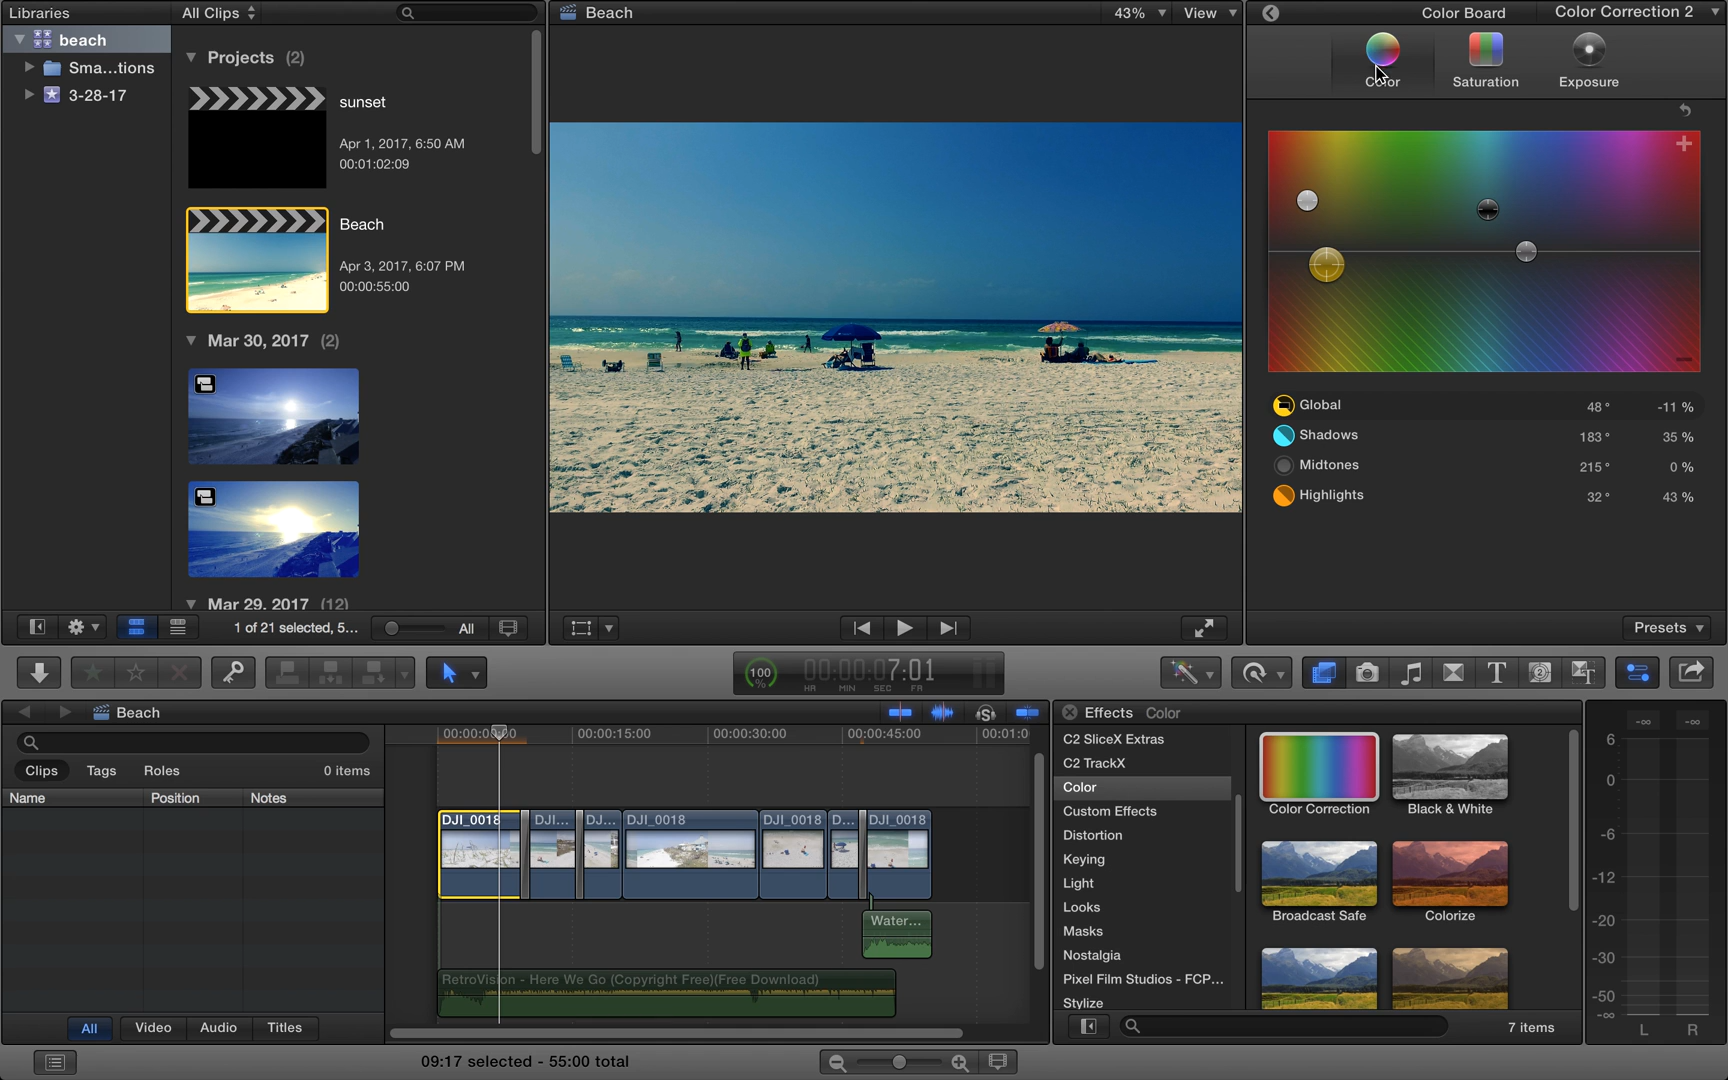 Libraries
All Clips
Beach
43%
View
Color Board
Color Correction 2
beach
Sma...tions
3-28-17
Projects (2)
sunset
Apr 1, 2017, 6:50 AM
00:01:02:09
Beach
Apr 3, 2017, 6:07 PM
00:00:55:00
Mar 30, 2017 (2)
Mar 29, 2017 (12)
Color
Saturation
Exposure
Global 48° -11 %
Shadows 183° 35 %
Midtones 215° 0 %
Highlights 32° 43 %
1 of 21 selected, 5...
All
Presets
100 %
00:00:07:01
HR MIN SEC FR
Beach
Clips
Tags
Roles
0 items
Name
Position
Notes
All
Video
Audio
Titles
00:00:15:00
00:00:30:00
00:00:45:00
00:01:0
DJI_0018
DJI...
DJ...
DJI_0018
DJI_0018
D...
DJI_0018
Water...
RetroVision - Here We Go (Copyright Free)(Free Download)
Effects
Color
C2 SliceX Extras
C2 TrackX
Color
Custom Effects
Distortion
Keying
Light
Looks
Masks
Nostalgia
Pixel Film Studios - FCP...
Stylize
Color Correction
Black & White
Broadcast Safe
Colorize
7 items
-∞ -∞
6
0
-6
-12
-20
-30
-50
-∞
L R
09:17 selected - 55:00 total